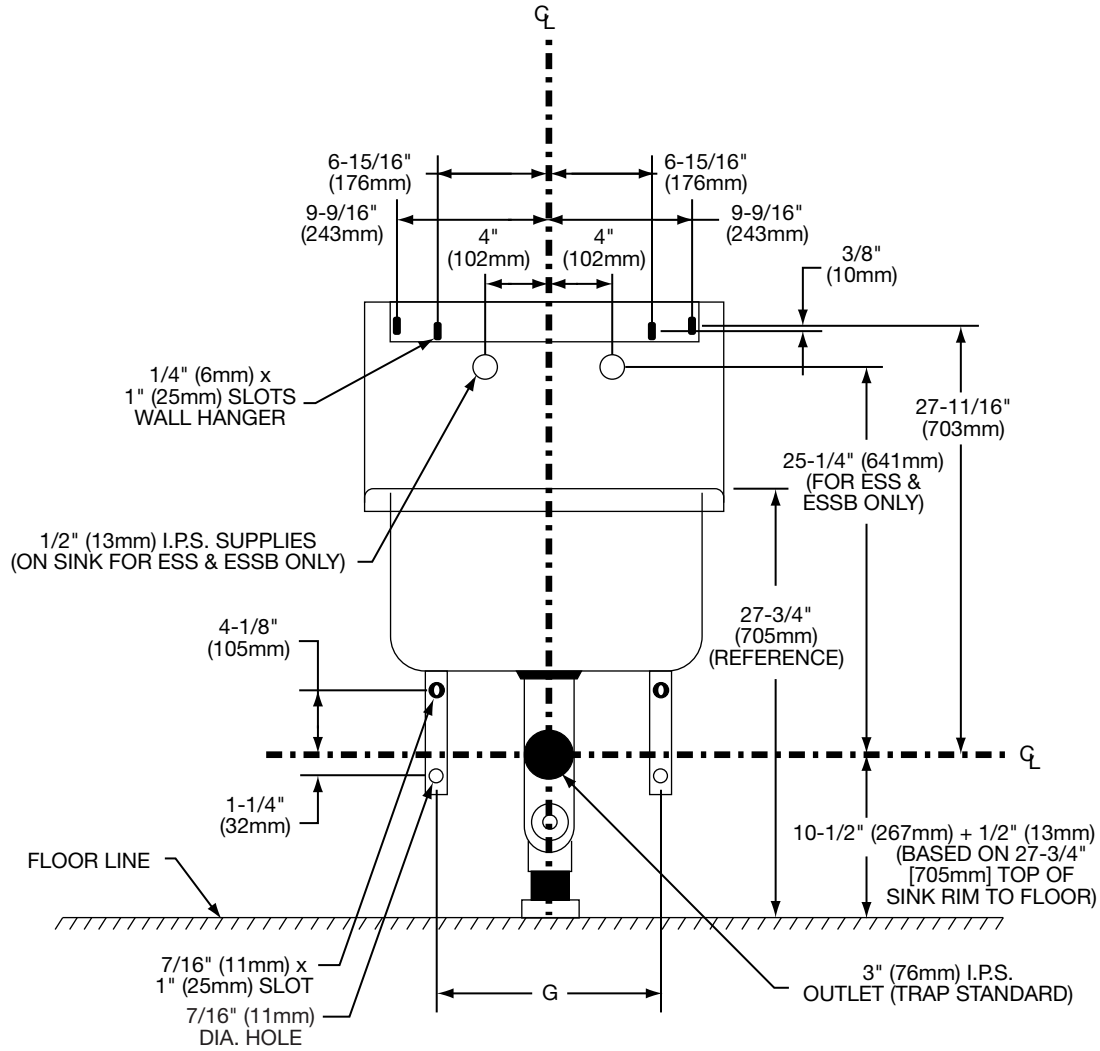 ℄
6-15/16"
(176mm)
6-15/16"
(176mm)
9-9/16"
(243mm)
9-9/16"
(243mm)
4"
(102mm)
4"
(102mm)
3/8"
(10mm)
1/4" (6mm) x
1" (25mm) SLOTS
WALL HANGER
27-11/16"
(703mm)
25-1/4" (641mm)
(FOR ESS &
ESSB ONLY)
1/2" (13mm) I.P.S. SUPPLIES
(ON SINK FOR ESS & ESSB ONLY)
27-3/4"
(705mm)
(REFERENCE)
4-1/8"
(105mm)
℄
1-1/4"
(32mm)
10-1/2" (267mm) + 1/2" (13mm)
(BASED ON 27-3/4"
[705mm] TOP OF
SINK RIM TO FLOOR)
FLOOR LINE
7/16" (11mm) x
1" (25mm) SLOT
7/16" (11mm)
DIA. HOLE
G
3" (76mm) I.P.S.
OUTLET (TRAP STANDARD)